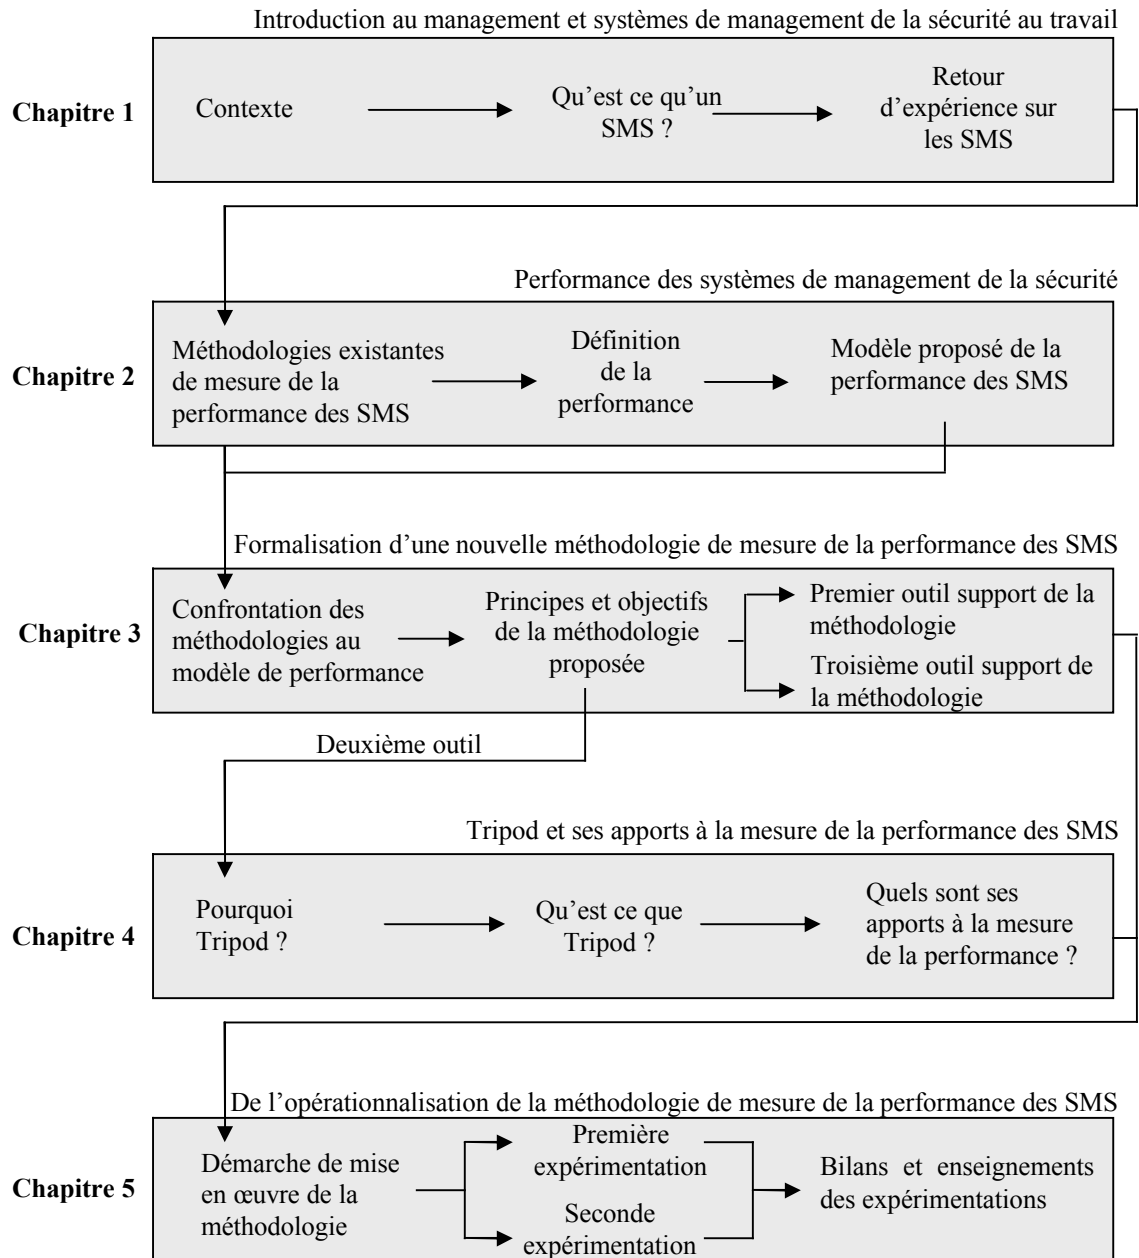 Introduction au management et systèmes de management de la sécurité au travail
Chapitre 1
Contexte
Qu'est ce qu'un
SMS ?
Retour
d'expérience sur
les SMS
Performance des systèmes de management de la sécurité
Chapitre 2
Méthodologies existantes
de mesure de la
performance des SMS
Définition
de la
performance
Modèle proposé de la
performance des SMS
Formalisation d'une nouvelle méthodologie de mesure de la performance des SMS
Chapitre 3
Confrontation des
méthodologies au
modèle de performance
Principes et objectifs
de la méthodologie
proposée
Premier outil support de la
méthodologie
Troisième outil support de
la méthodologie
Deuxième outil
Tripod et ses apports à la mesure de la performance des SMS
Chapitre 4
Pourquoi
Tripod ?
Qu'est ce que
Tripod ?
Quels sont ses
apports à la mesure
de la performance ?
De l'opérationnalisation de la méthodologie de mesure de la performance des SMS
Chapitre 5
Démarche de mise
en œuvre de la
méthodologie
Première
expérimentation
Seconde
expérimentation
Bilans et enseignements
des expérimentations